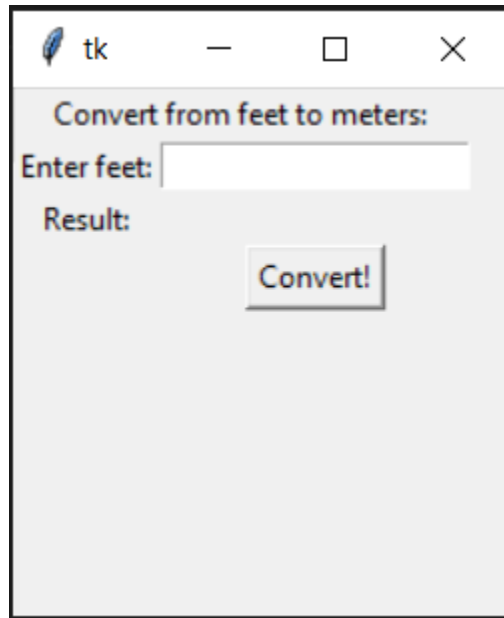 tk
Convert from feet to meters:
Enter feet:
Result:
Convert!